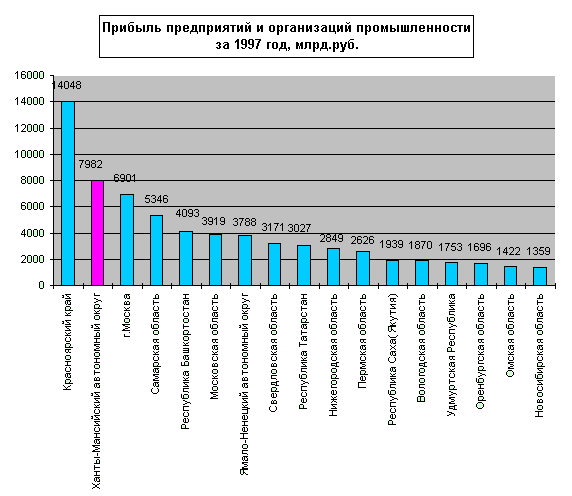 Прибыль предприятий и организаций промышленности
за 1997 год, млрд.руб.
16000
14000
12000
10000
8000
6000
4000
2000
0
14048
7982
6901
5346
4093
3919
3788
3171
3027
2849
2626
1939
1870
1753
1696
1422
1359
Красноярский край
Ханты-Мансийский автономный округ
г.Москва
Самарская область
Республика Башкортостан
Московская область
Ямало-Ненецкий автономный округ
Свердловская область
Республика Татарстан
Нижегородская область
Пермская область
Республика Саха(Якутия)
Вологодская область
Удмуртская Республика
Оренбургская область
Омская область
Новосибирская область